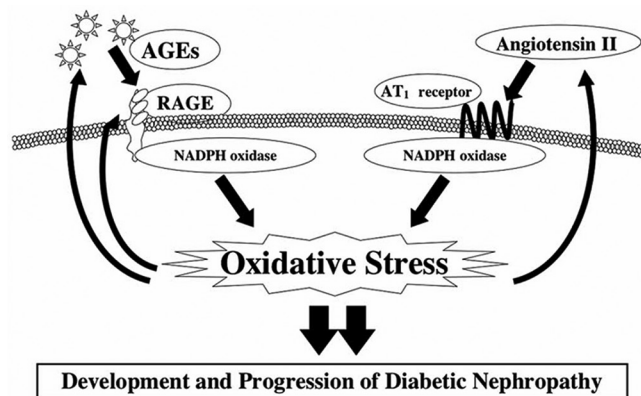 AGEs
Angiotensin II
RAGE
AT₁ receptor
NADPH oxidase
NADPH oxidase
Oxidative Stress
Development and Progression of Diabetic Nephropathy